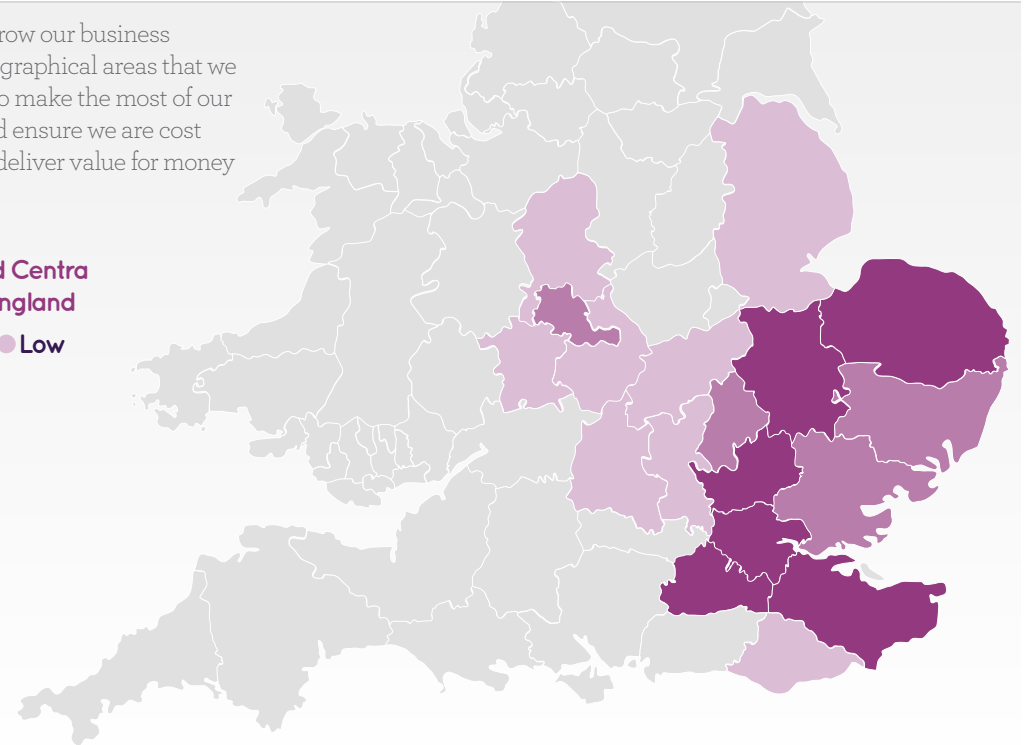 row our business
graphical areas that we
o make the most of our
d ensure we are cost
deliver value for money
d Centra
ngland
Low